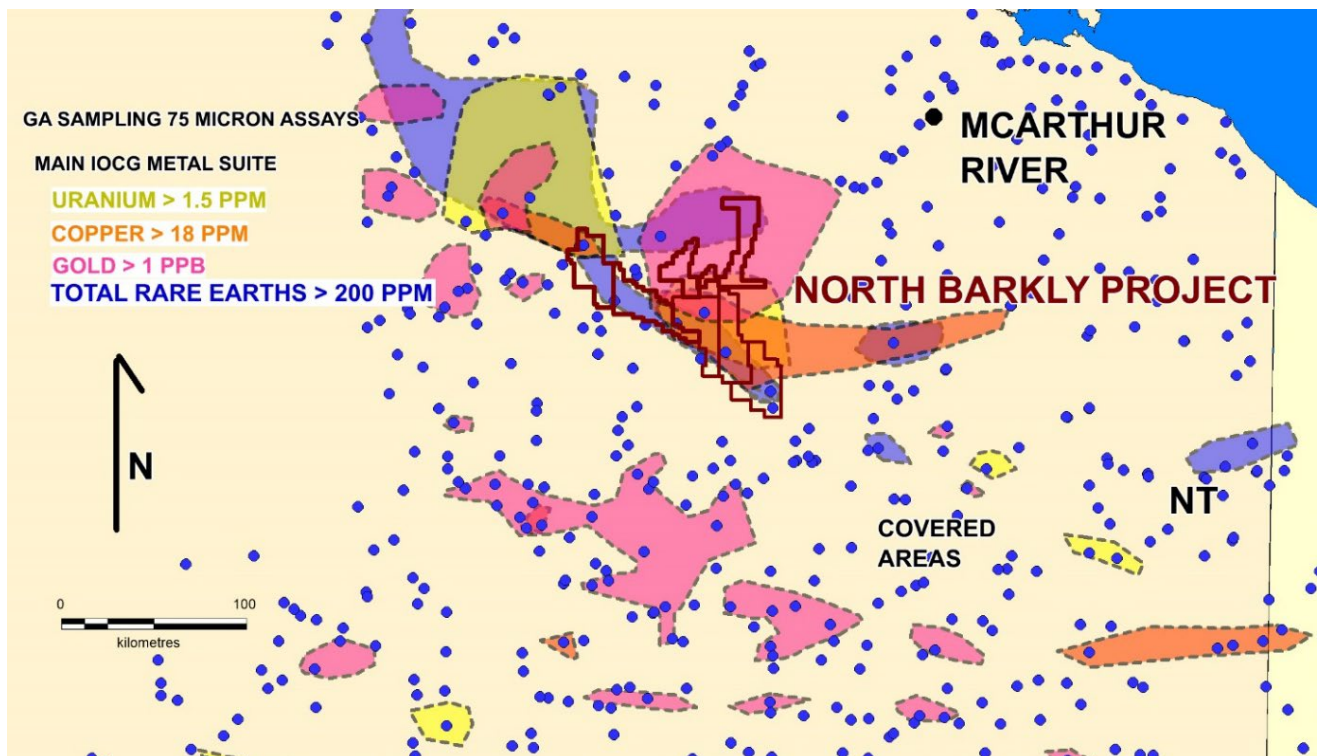 GA SAMPLING 75 MICRON ASSAYS
MAIN IOCG METAL SUITE
URANIUM > 1.5 PPM
COPPER > 18 PPM
GOLD > 1 PPB
TOTAL RARE EARTHS > 200 PPM
MCARTHUR
RIVER
NORTH BARKLY PROJECT
N
NT
COVERED
AREAS
0 100
kilometres